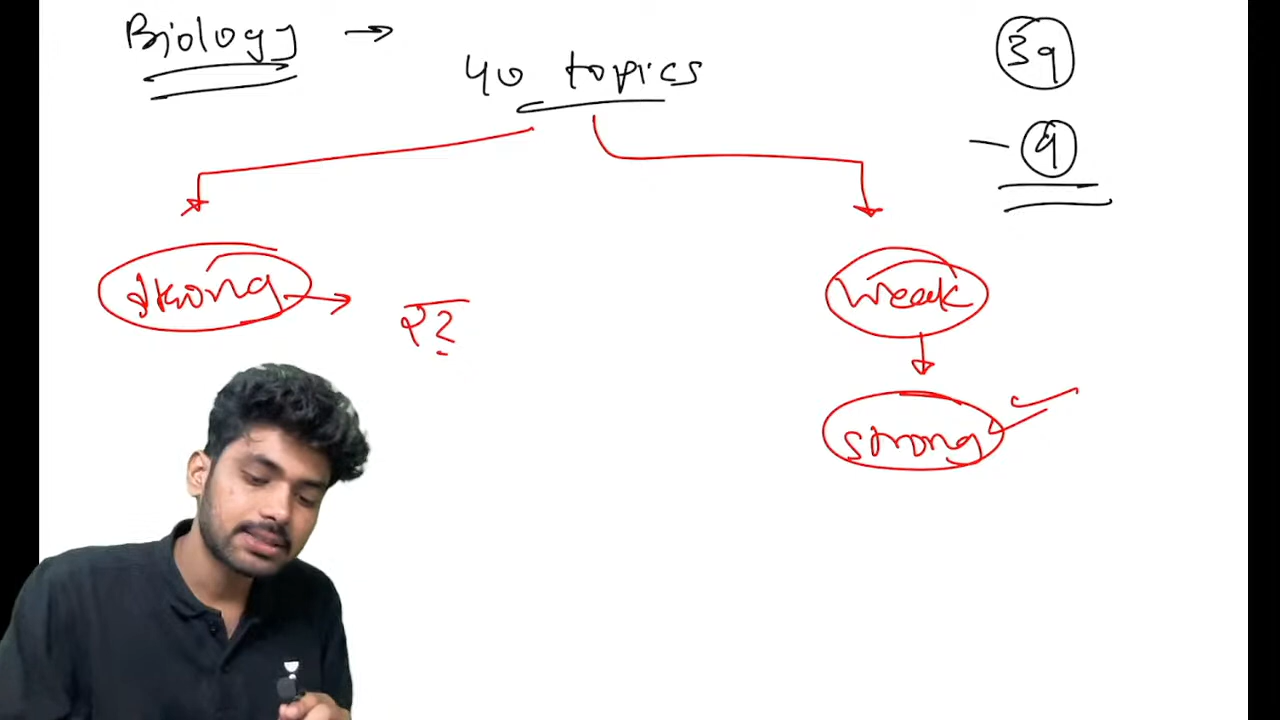 Biology →
40 topics
39
- 9
strong →
weak
strong